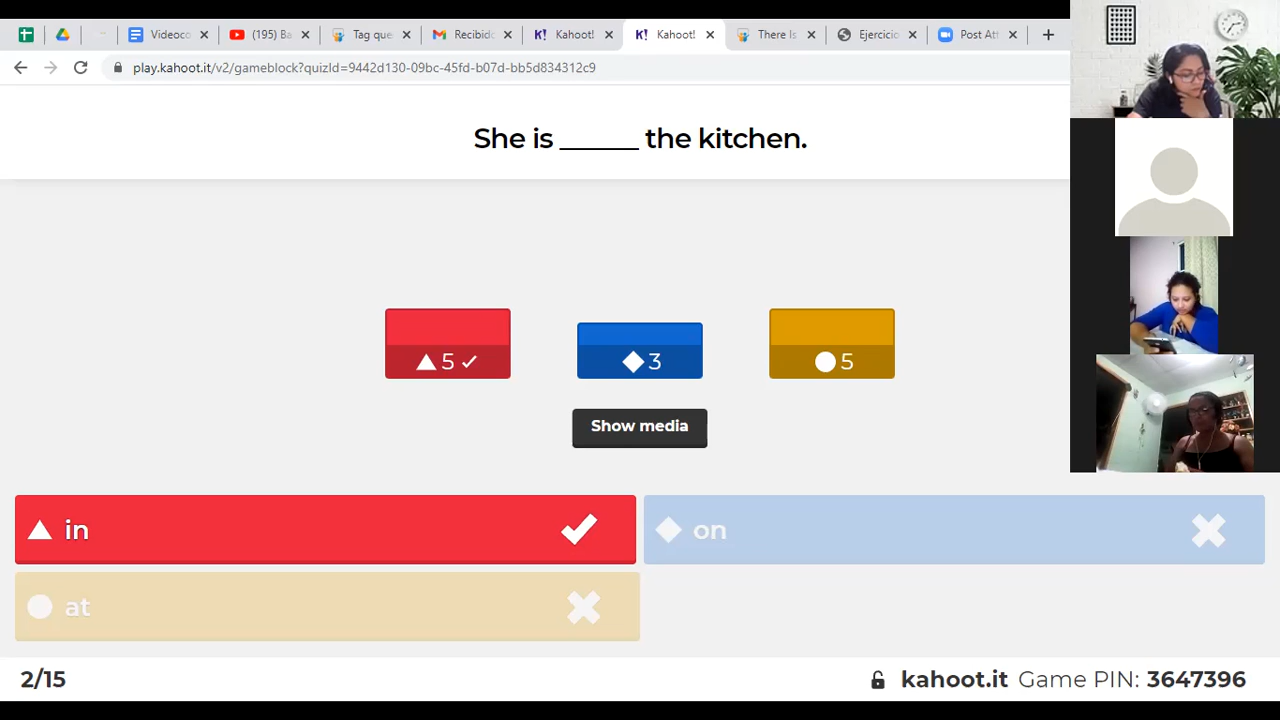 Videoco
(195) Ba
Tag que
Recibido
Kahoot!
Kahoot!
There Is
Ejercicio
Post Att
play.kahoot.it/v2/gameblock?quizId=9442d130-09bc-45fd-b07d-bb5d834312c9
She is ______ the kitchen.
5
3
5
Show media
in
on
at
2/15
kahoot.it Game PIN: 3647396